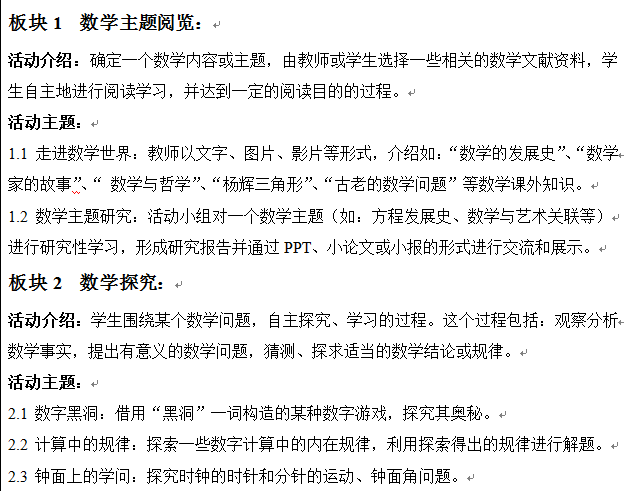 板块 1 数学主题阅览：
活动介绍：确定一个数学内容或主题，由教师或学生选择一些相关的数学文献资料，学
生自主地进行阅读学习，并达到一定的阅读目的的过程。
活动主题：
1.1 走进数学世界：教师以文字、图片、影片等形式，介绍如：“数学的发展史”、“数学
家的故事”、“ 数学与哲学”、“杨辉三角形”、“古老的数学问题”等数学课外知识。
1.2 数学主题研究：活动小组对一个数学主题（如：方程发展史、数学与艺术关联等）
进行研究性学习，形成研究报告并通过 PPT、小论文或小报的形式进行交流和展示。
板块 2 数学探究：
活动介绍：学生围绕某个数学问题，自主探究、学习的过程。这个过程包括：观察分析
数学事实，提出有意义的数学问题，猜测、探求适当的数学结论或规律。
活动主题：
2.1 数字黑洞：借用“黑洞”一词构造的某种数字游戏，探究其奥秘。
2.2 计算中的规律：探索一些数字计算中的内在规律，利用探索得出的规律进行解题。
2.3 钟面上的学问：探究时钟的时针和分针的运动、钟面角问题。